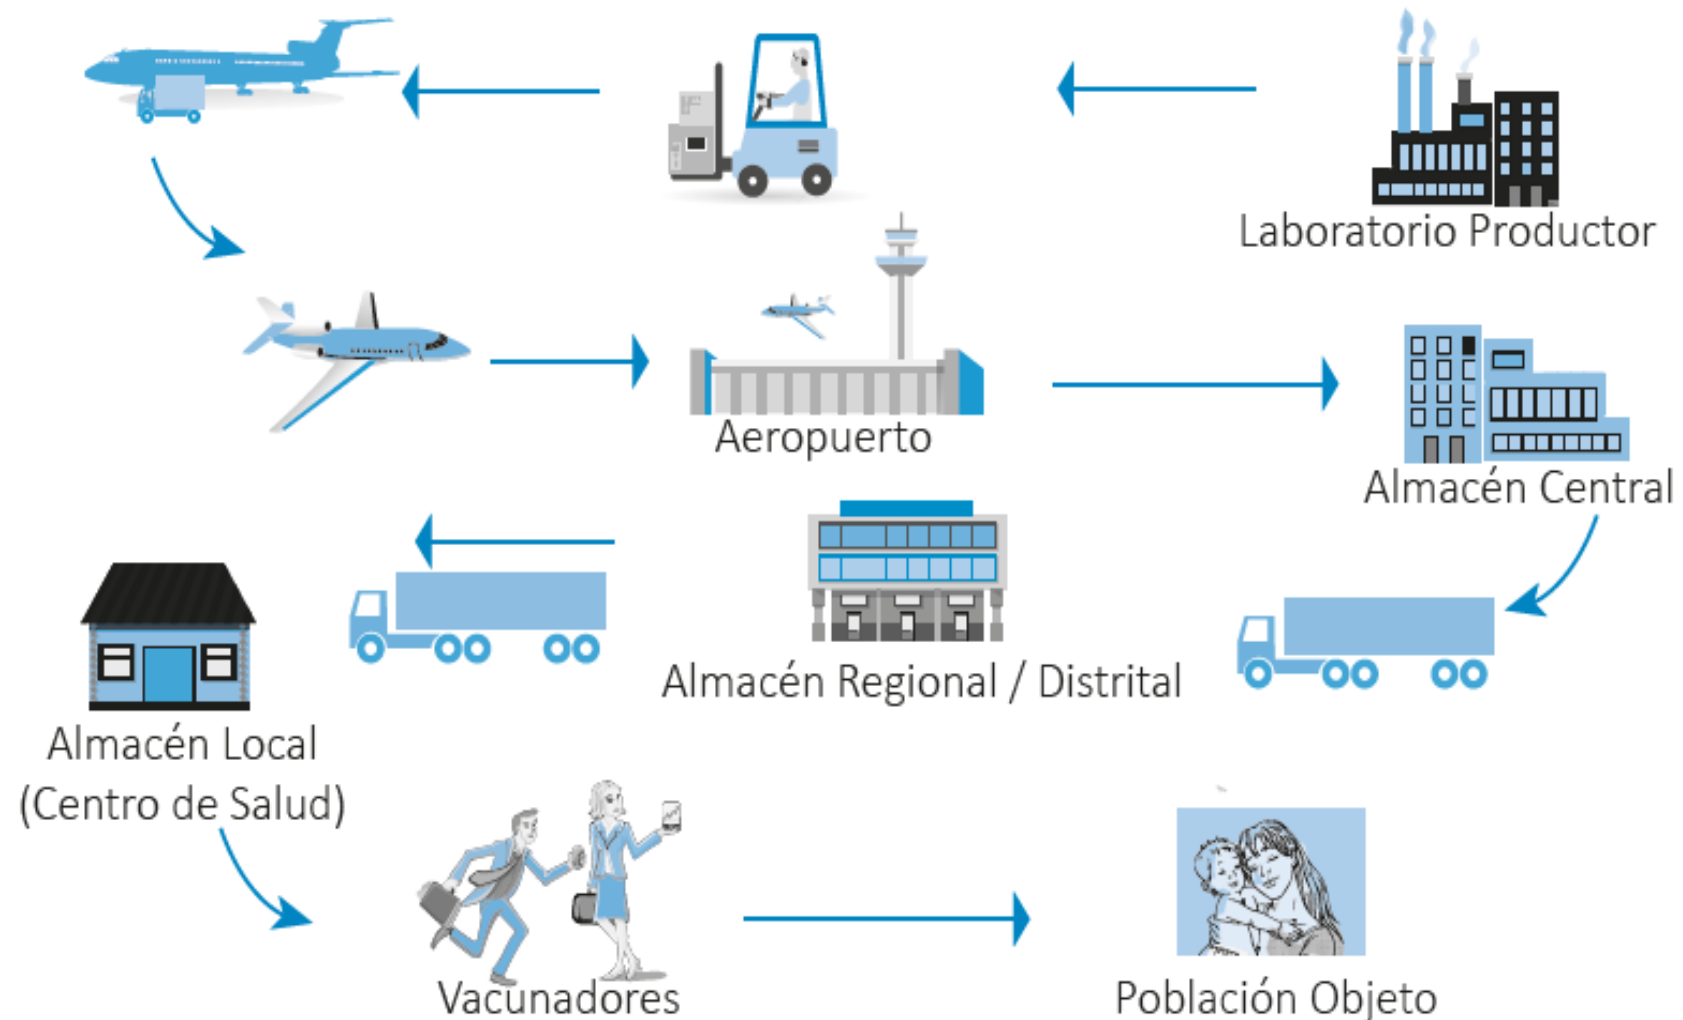 Laboratorio Productor
Aeropuerto
Almacén Central
Almacén Regional / Distrital
Almacén Local
(Centro de Salud)
Vacunadores
Población Objeto